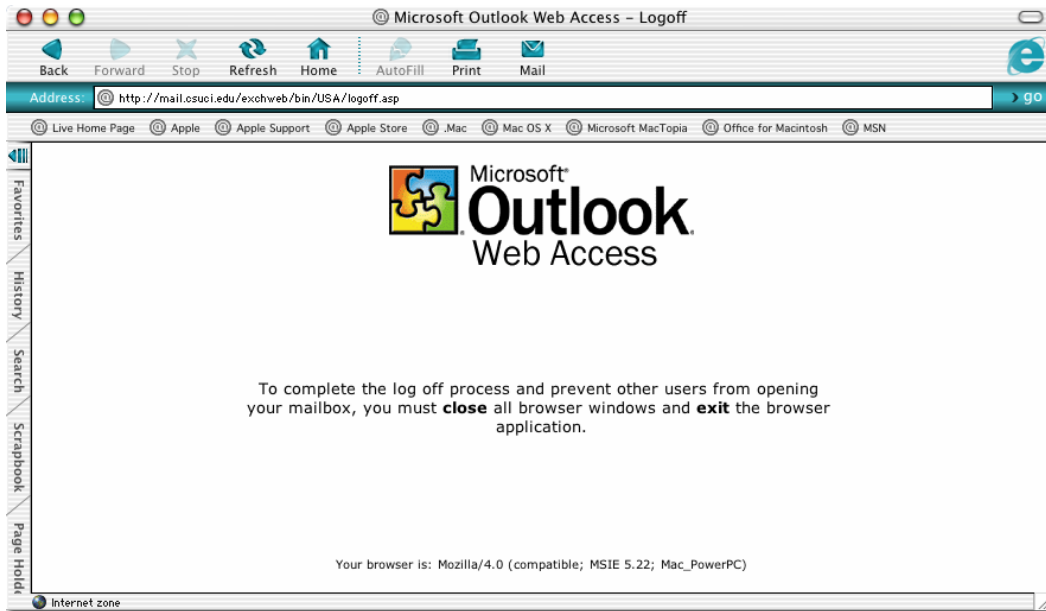 Microsoft Outlook Web Access – Logoff
Back Forward Stop Refresh Home AutoFill Print Mail
Address: http://mail.csuci.edu/exchweb/bin/USA/logoff.asp go
Live Home Page Apple Apple Support Apple Store .Mac Mac OS X Microsoft MacTopia Office for Macintosh MSN
Favorites
History
Search
Scrapbook
Page Holde
Microsoft®
Outlook®
Web Access
To complete the log off process and prevent other users from opening
your mailbox, you must close all browser windows and exit the browser
application.
Your browser is: Mozilla/4.0 (compatible; MSIE 5.22; Mac_PowerPC)
Internet zone